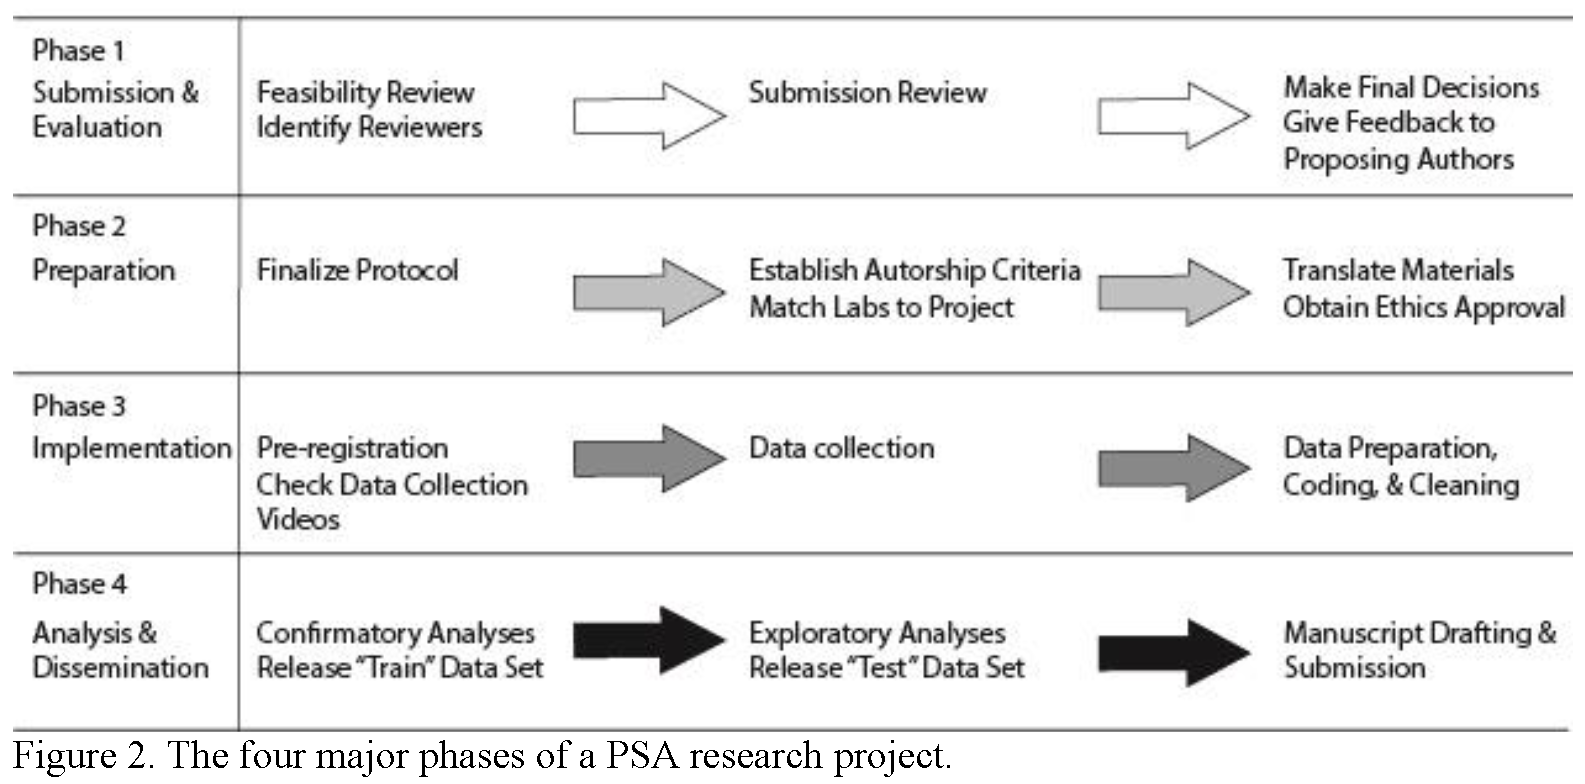 Phase 1
Submission &
Evaluation
Feasibility Review
Identify Reviewers
Submission Review
Make Final Decisions
Give Feedback to
Proposing Authors
Phase 2
Preparation
Finalize Protocol
Establish Autorship Criteria
Match Labs to Project
Translate Materials
Obtain Ethics Approval
Phase 3
Implementation
Pre-registration
Check Data Collection
Videos
Data collection
Data Preparation,
Coding, & Cleaning
Phase 4
Analysis &
Dissemination
Confirmatory Analyses
Release “Train” Data Set
Exploratory Analyses
Release “Test” Data Set
Manuscript Drafting &
Submission
Figure 2. The four major phases of a PSA research project.